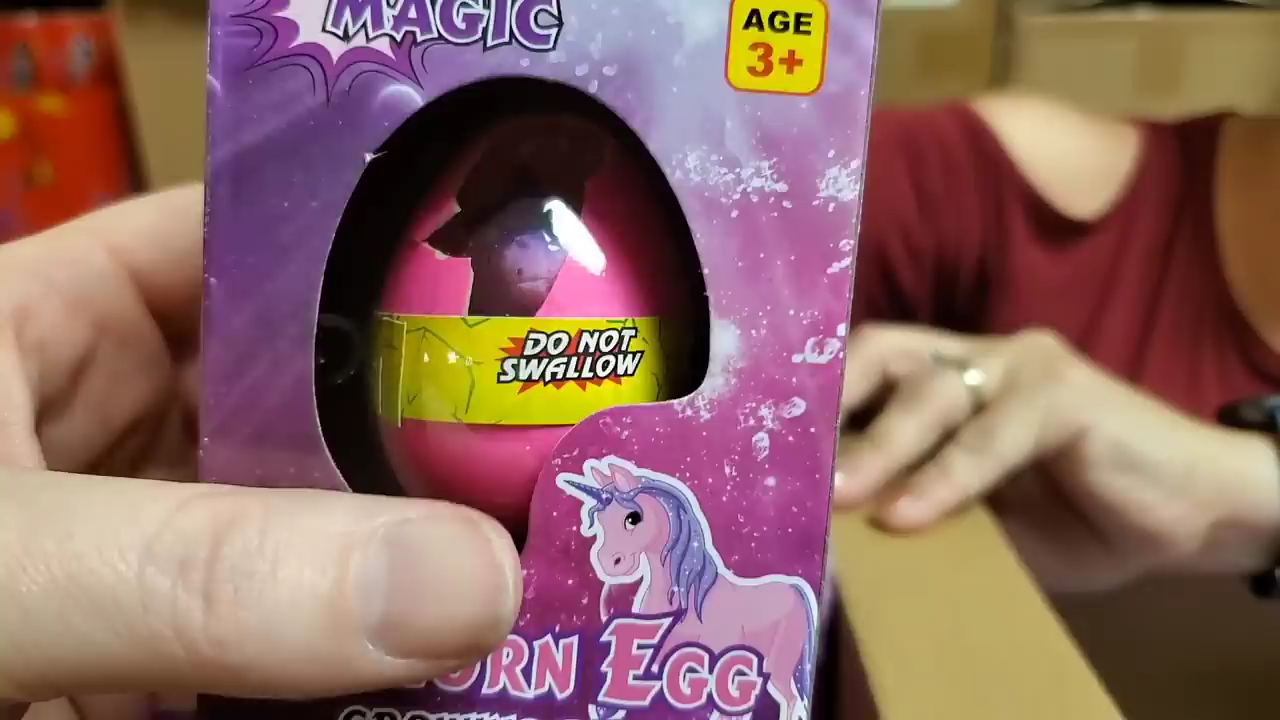 MAGIC
AGE
3+
DO NOT
SWALLOW
ORN EGG